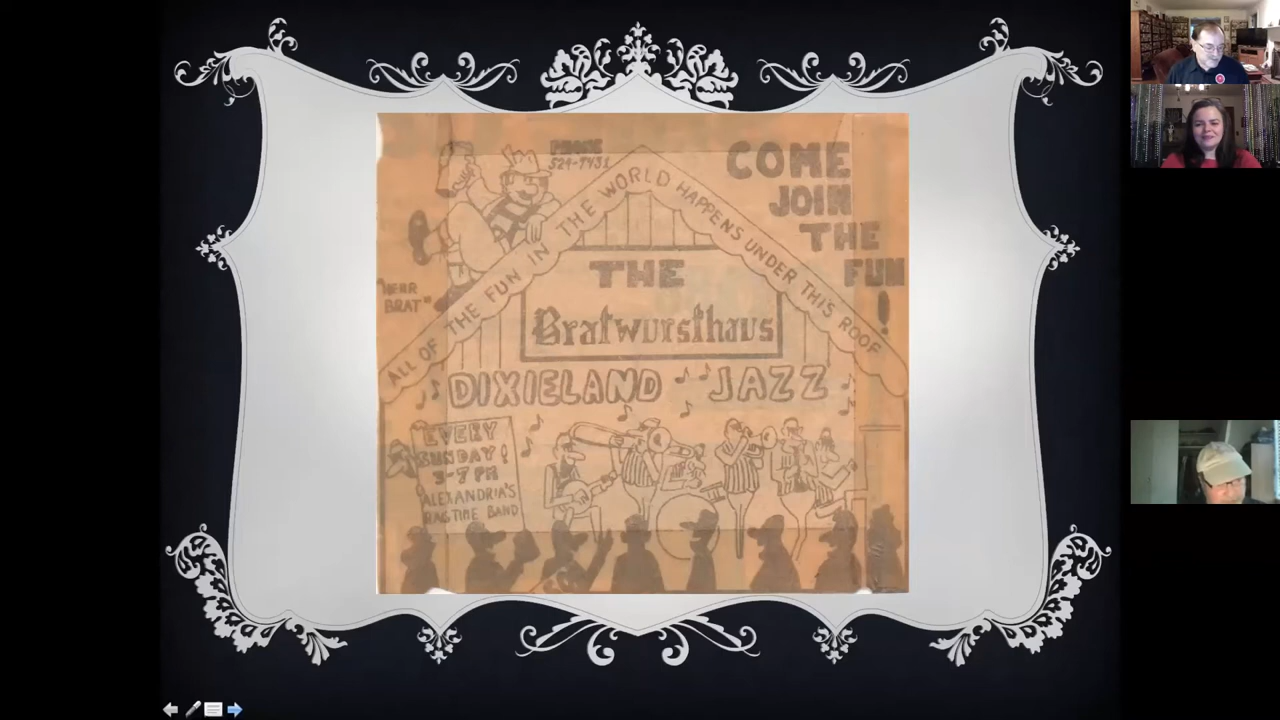 PHONE
524-7431
COME
JOIN
THE
FUN
!
ALL OF THE FUN IN THE WORLD HAPPENS UNDER THIS ROOF
"HERR
BRAT"
THE
Bratwursthaus
DIXIELAND JAZZ
EVERY
SUNDAY!
3-7 PM
ALEXANDRIA'S
RAGTIME BAND